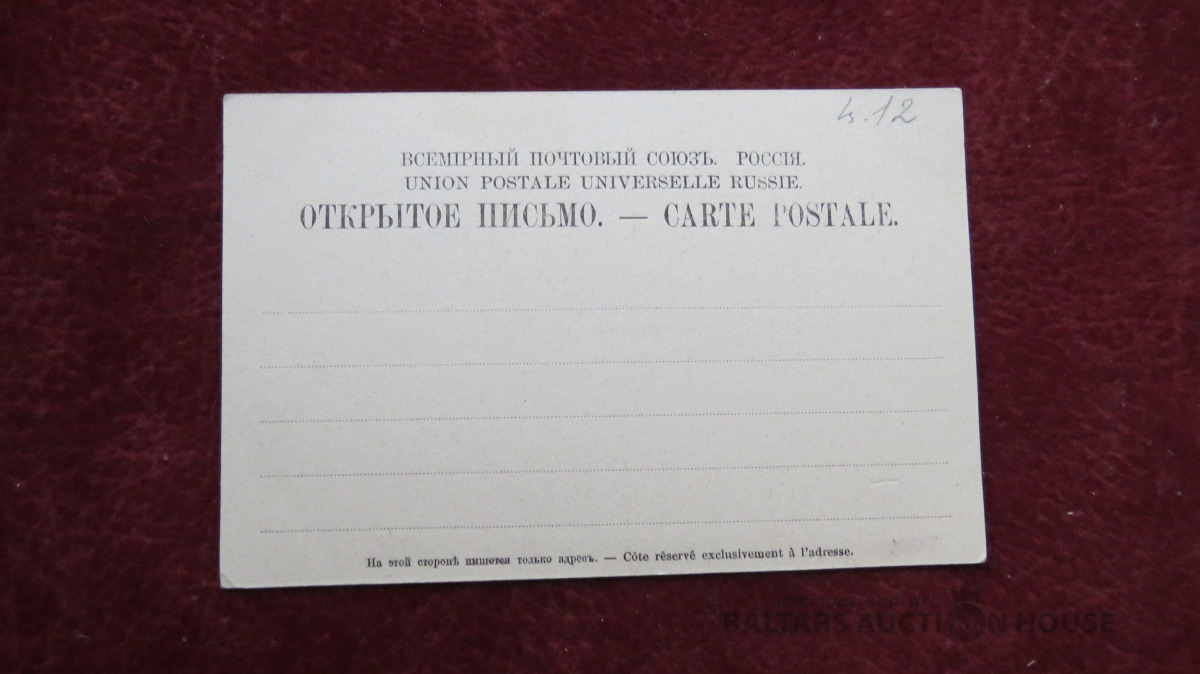 4.12
ВСЕМІРНЫЙ ПОЧТОВЫЙ СОЮЗЪ. РОССІЯ.
UNION POSTALE UNIVERSELLE RUSSIE.
ОТКРЫТОЕ ПИСЬМО. — CARTE POSTALE.
На этой сторонѣ пишется только адресъ. — Côte réservé exclusivement à l'adresse.
BALTARS AUCTION HOUSE